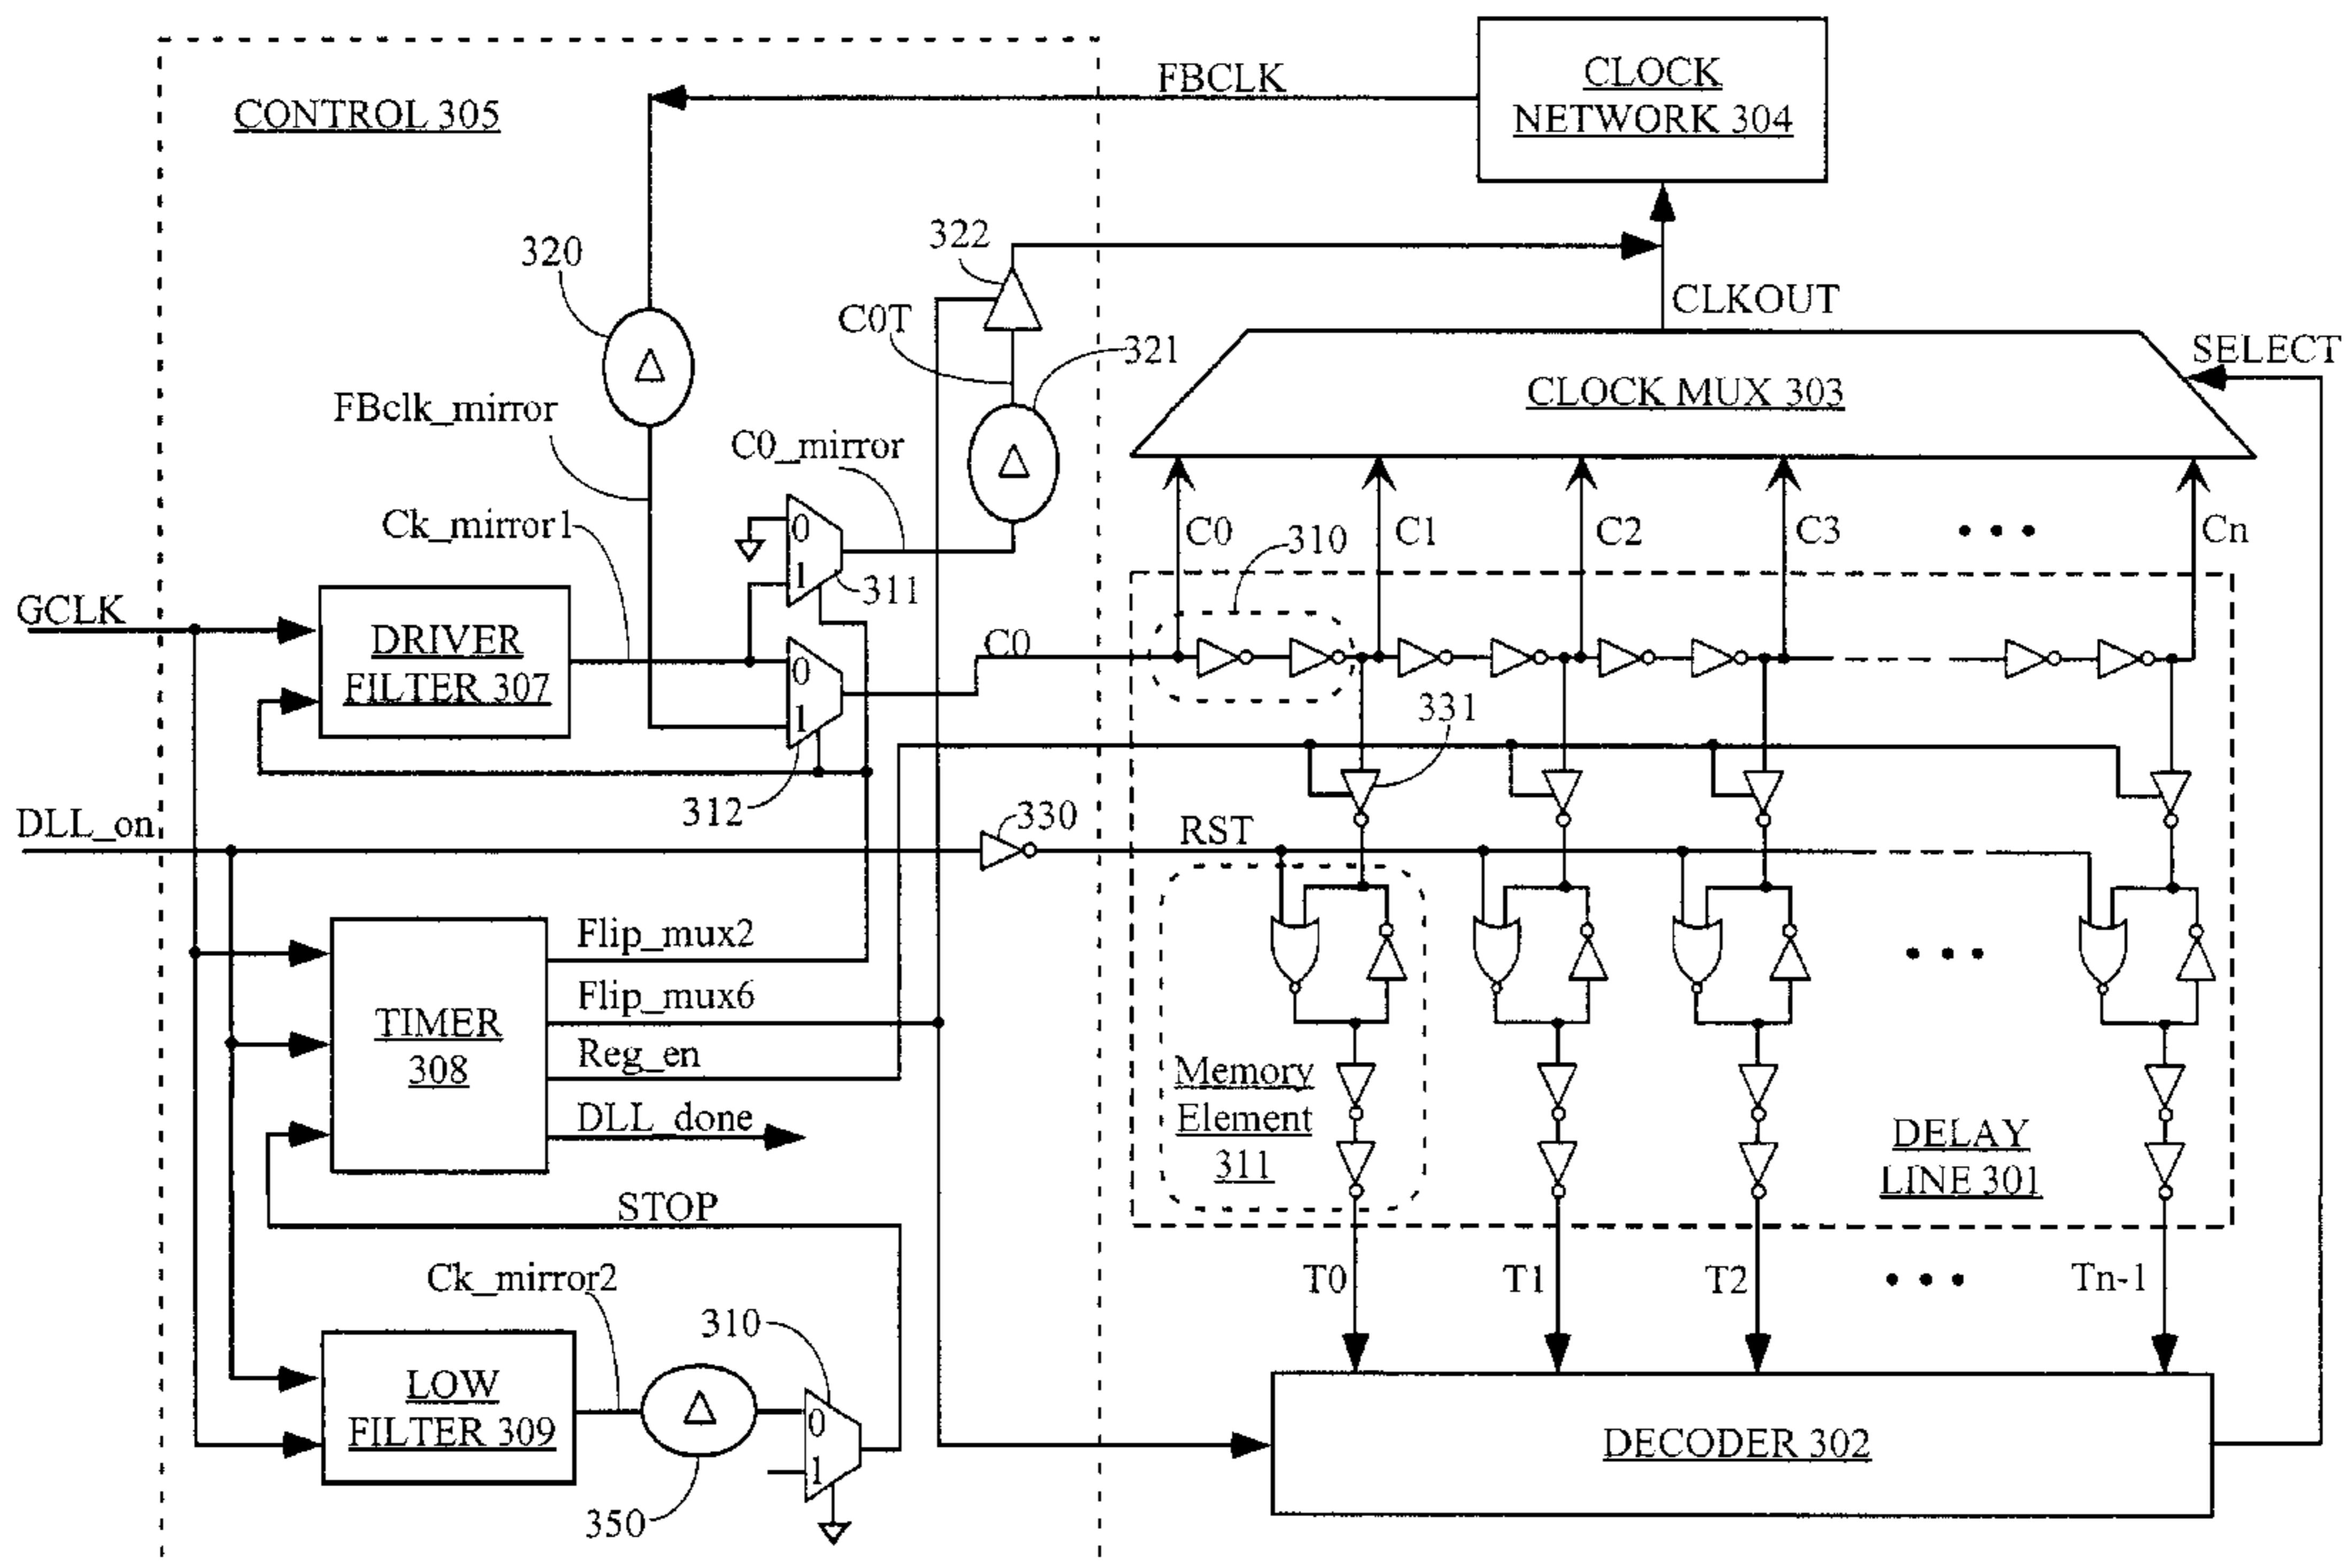 CLOCK
NETWORK 304
FBCLK
CONTROL 305
322
320
C0T
CLKOUT
321
SELECT
Δ
CLOCK MUX 303
FBclk_mirror
C0_mirror
Δ
Ck_mirror1
0
1
311
310
C0
C1
C2
C3
• • •
Cn
GCLK
DRIVER
FILTER 307
0
1
C0
331
312
DLL_on
330
RST
Flip_mux2
Flip_mux6
TIMER
308
Reg_en
DLL_done
Memory
Element
311
• • •
DELAY
LINE 301
STOP
T0
T1
T2
• • •
Tn-1
Ck_mirror2
310
LOW
FILTER 309
Δ
0
1
350
DECODER 302